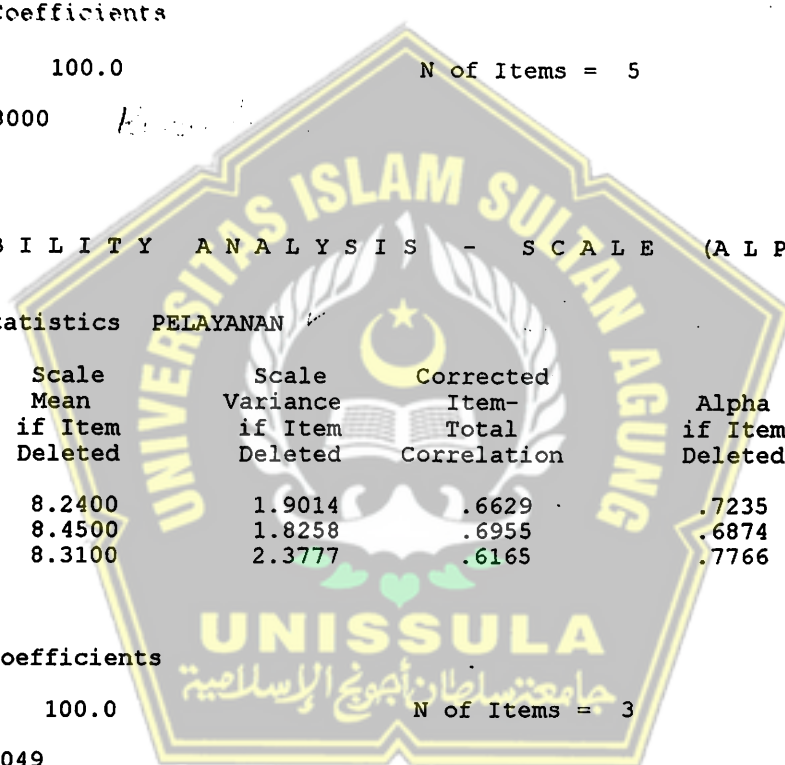 Coefficients
100.0 N of Items = 5
8000
B I L I T Y A N A L Y S I S - S C A L E (A L P
tatistics PELAYANAN
Scale Scale Corrected
Mean Variance Item- Alpha
if Item if Item Total if Item
Deleted Deleted Correlation Deleted
8.2400 1.9014 .6629 .7235
8.4500 1.8258 .6955 .6874
8.3100 2.3777 .6165 .7766
oefficients
100.0 N of Items = 3
049
UNIVERSITAS ISLAM SULTAN AGUNG
UNISSULA
جامعة سلطان أجونج الإسلامية